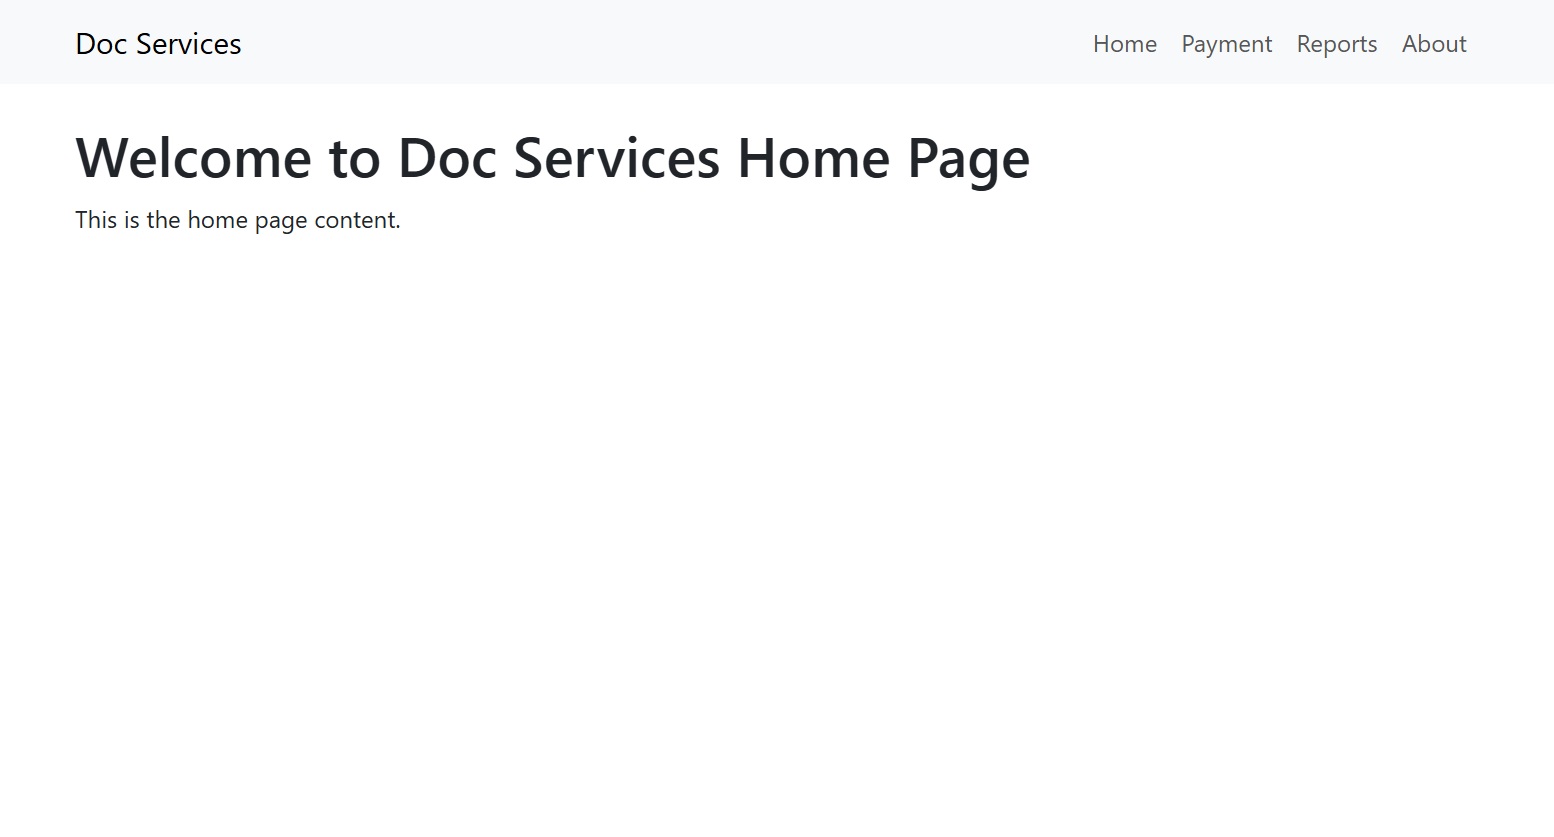 Doc Services
Home Payment Reports About
Welcome to Doc Services Home Page
This is the home page content.